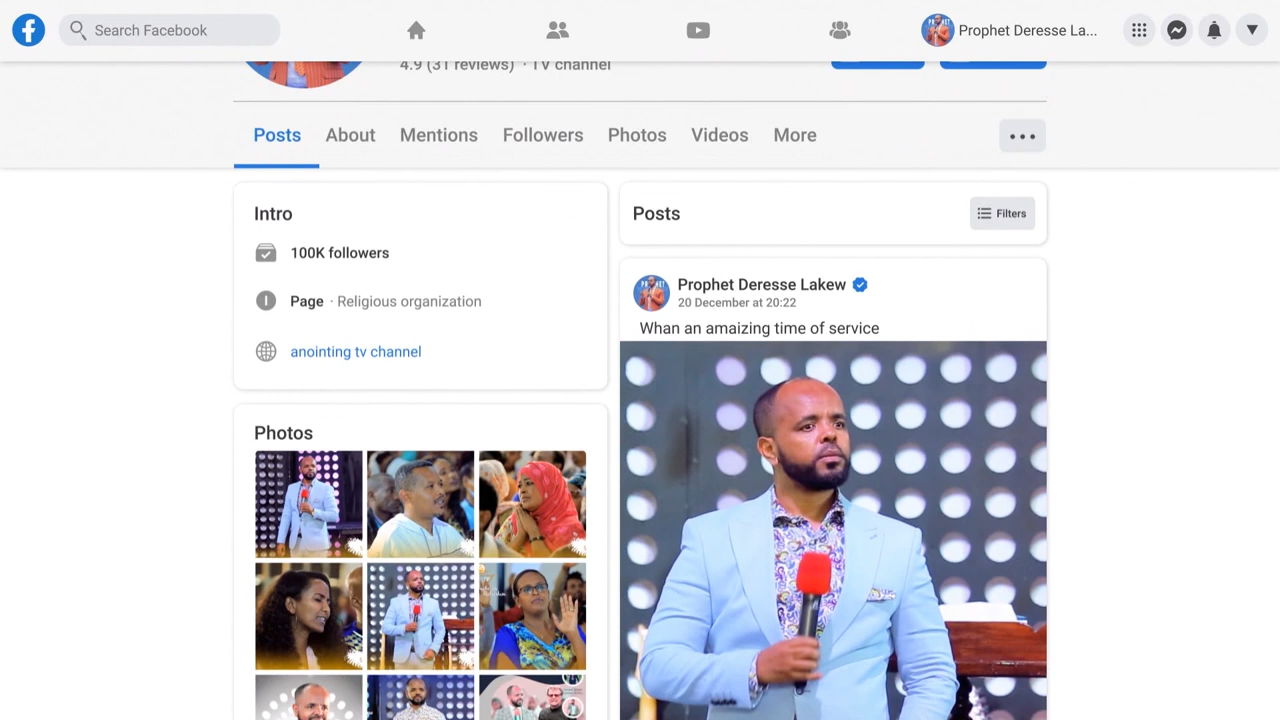 Search Facebook
Prophet Deresse La...
4.9 (31 reviews) · TV channel
Posts
About
Mentions
Followers
Photos
Videos
More
Intro
100K followers
Page · Religious organization
anointing tv channel
Photos
Posts
Filters
Prophet Deresse Lakew
20 December at 20:22
Whan an amaizing time of service